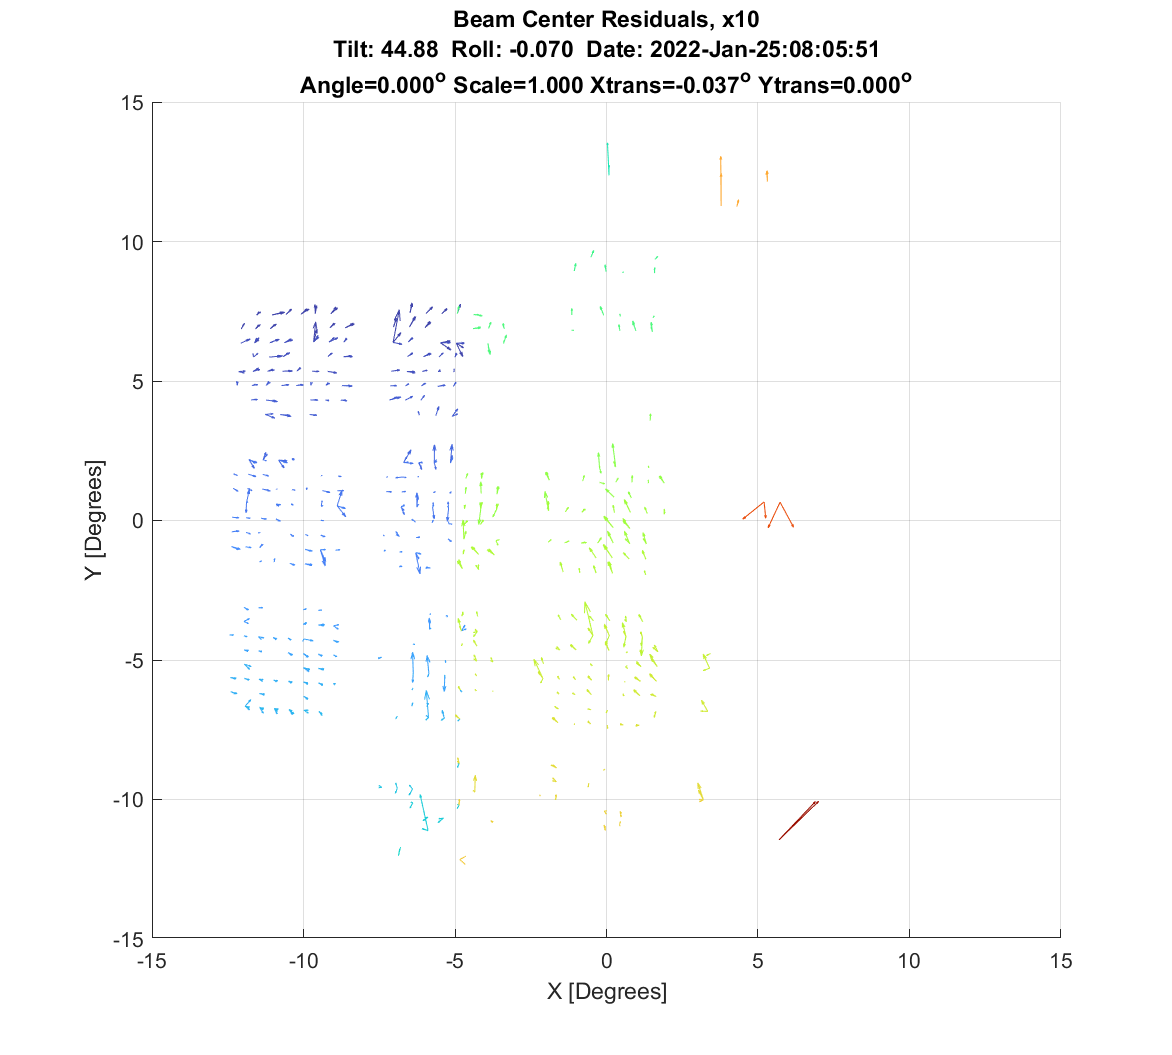 Beam Center Residuals, x10
Tilt: 44.88 Roll: -0.070 Date: 2022-Jan-25:08:05:51
Angle=0.000° Scale=1.000 Xtrans=-0.037° Ytrans=0.000°
15
10
5
0
-5
-10
-15
Y [Degrees]
-15 -10 -5 0 5 10 15
X [Degrees]